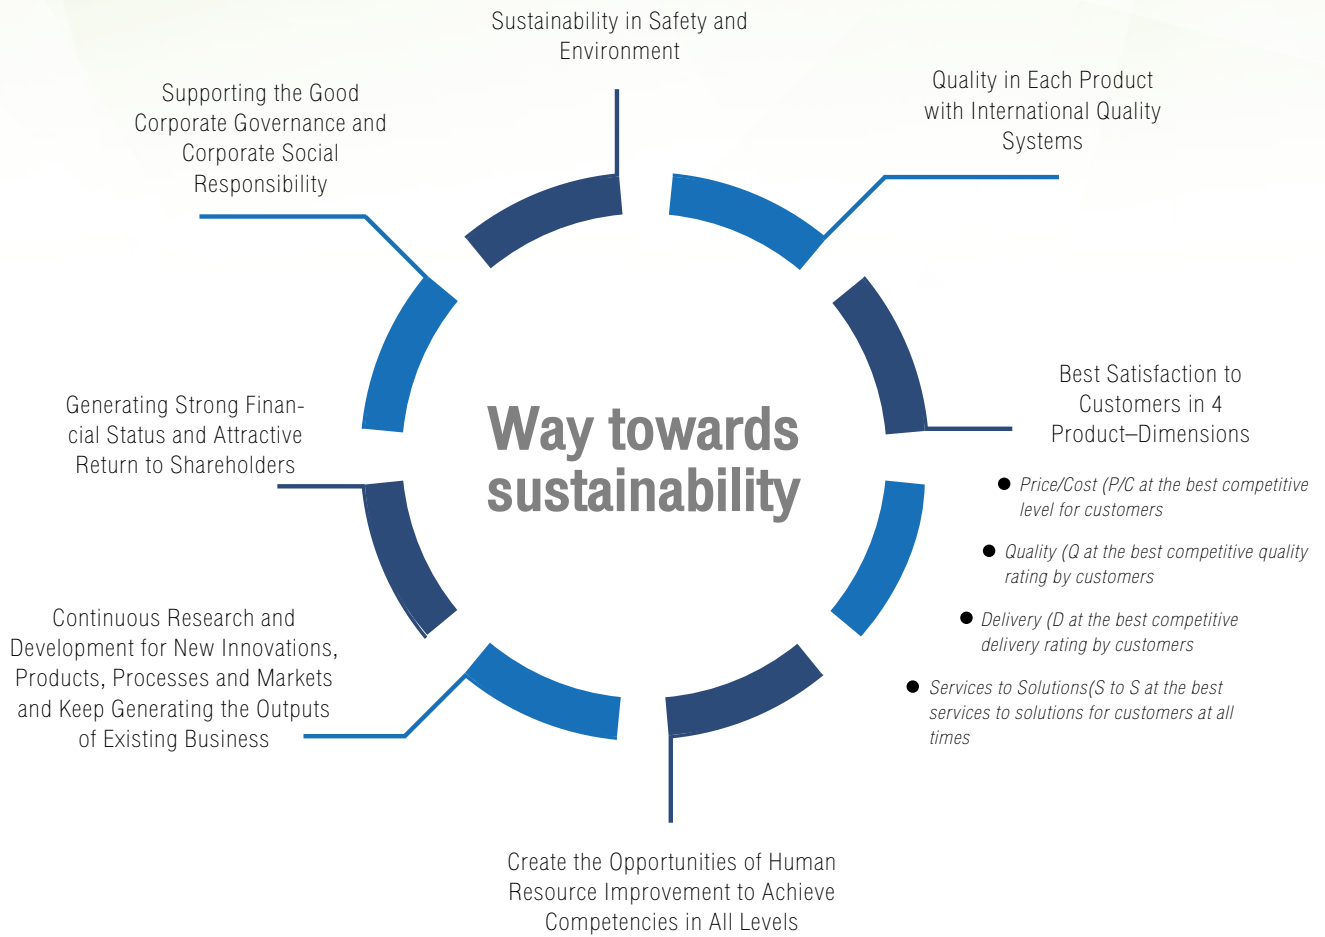 Sustainability in Safety and
Environment
Quality in Each Product
with International Quality
Systems
Supporting the Good
Corporate Governance and
Corporate Social
Responsibility
Best Satisfaction to
Customers in 4
Product–Dimensions
● Price/Cost (P/C at the best competitive
level for customers
● Quality (Q at the best competitive quality
rating by customers
● Delivery (D at the best competitive
delivery rating by customers
● Services to Solutions(S to S at the best
services to solutions for customers at all
times
Generating Strong Finan-
cial Status and Attractive
Return to Shareholders
Way towards
sustainability
Continuous Research and
Development for New Innovations,
Products, Processes and Markets
and Keep Generating the Outputs
of Existing Business
Create the Opportunities of Human
Resource Improvement to Achieve
Competencies in All Levels